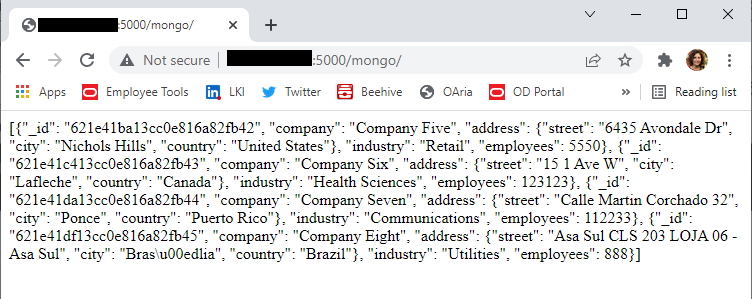 :5000/mongo/
Not secure :5000/mongo/
Apps Employee Tools LKI Twitter Beehive OAria OD Portal » Reading list
[{"_id": "621e41ba13cc0e816a82fb42", "company": "Company Five", "address": {"street": "6435 Avondale Dr",
"city": "Nichols Hills", "country": "United States"}, "industry": "Retail", "employees": 5550}, {"_id":
"621e41c413cc0e816a82fb43", "company": "Company Six", "address": {"street": "15 1 Ave W", "city":
"Lafleche", "country": "Canada"}, "industry": "Health Sciences", "employees": 123123}, {"_id":
"621e41da13cc0e816a82fb44", "company": "Company Seven", "address": {"street": "Calle Martin Corchado 32",
"city": "Ponce", "country": "Puerto Rico"}, "industry": "Communications", "employees": 112233}, {"_id":
"621e41df13cc0e816a82fb45", "company": "Company Eight", "address": {"street": "Asa Sul CLS 203 LOJA 06 -
Asa Sul", "city": "Bras\u00edlia", "country": "Brazil"}, "industry": "Utilities", "employees": 888}]